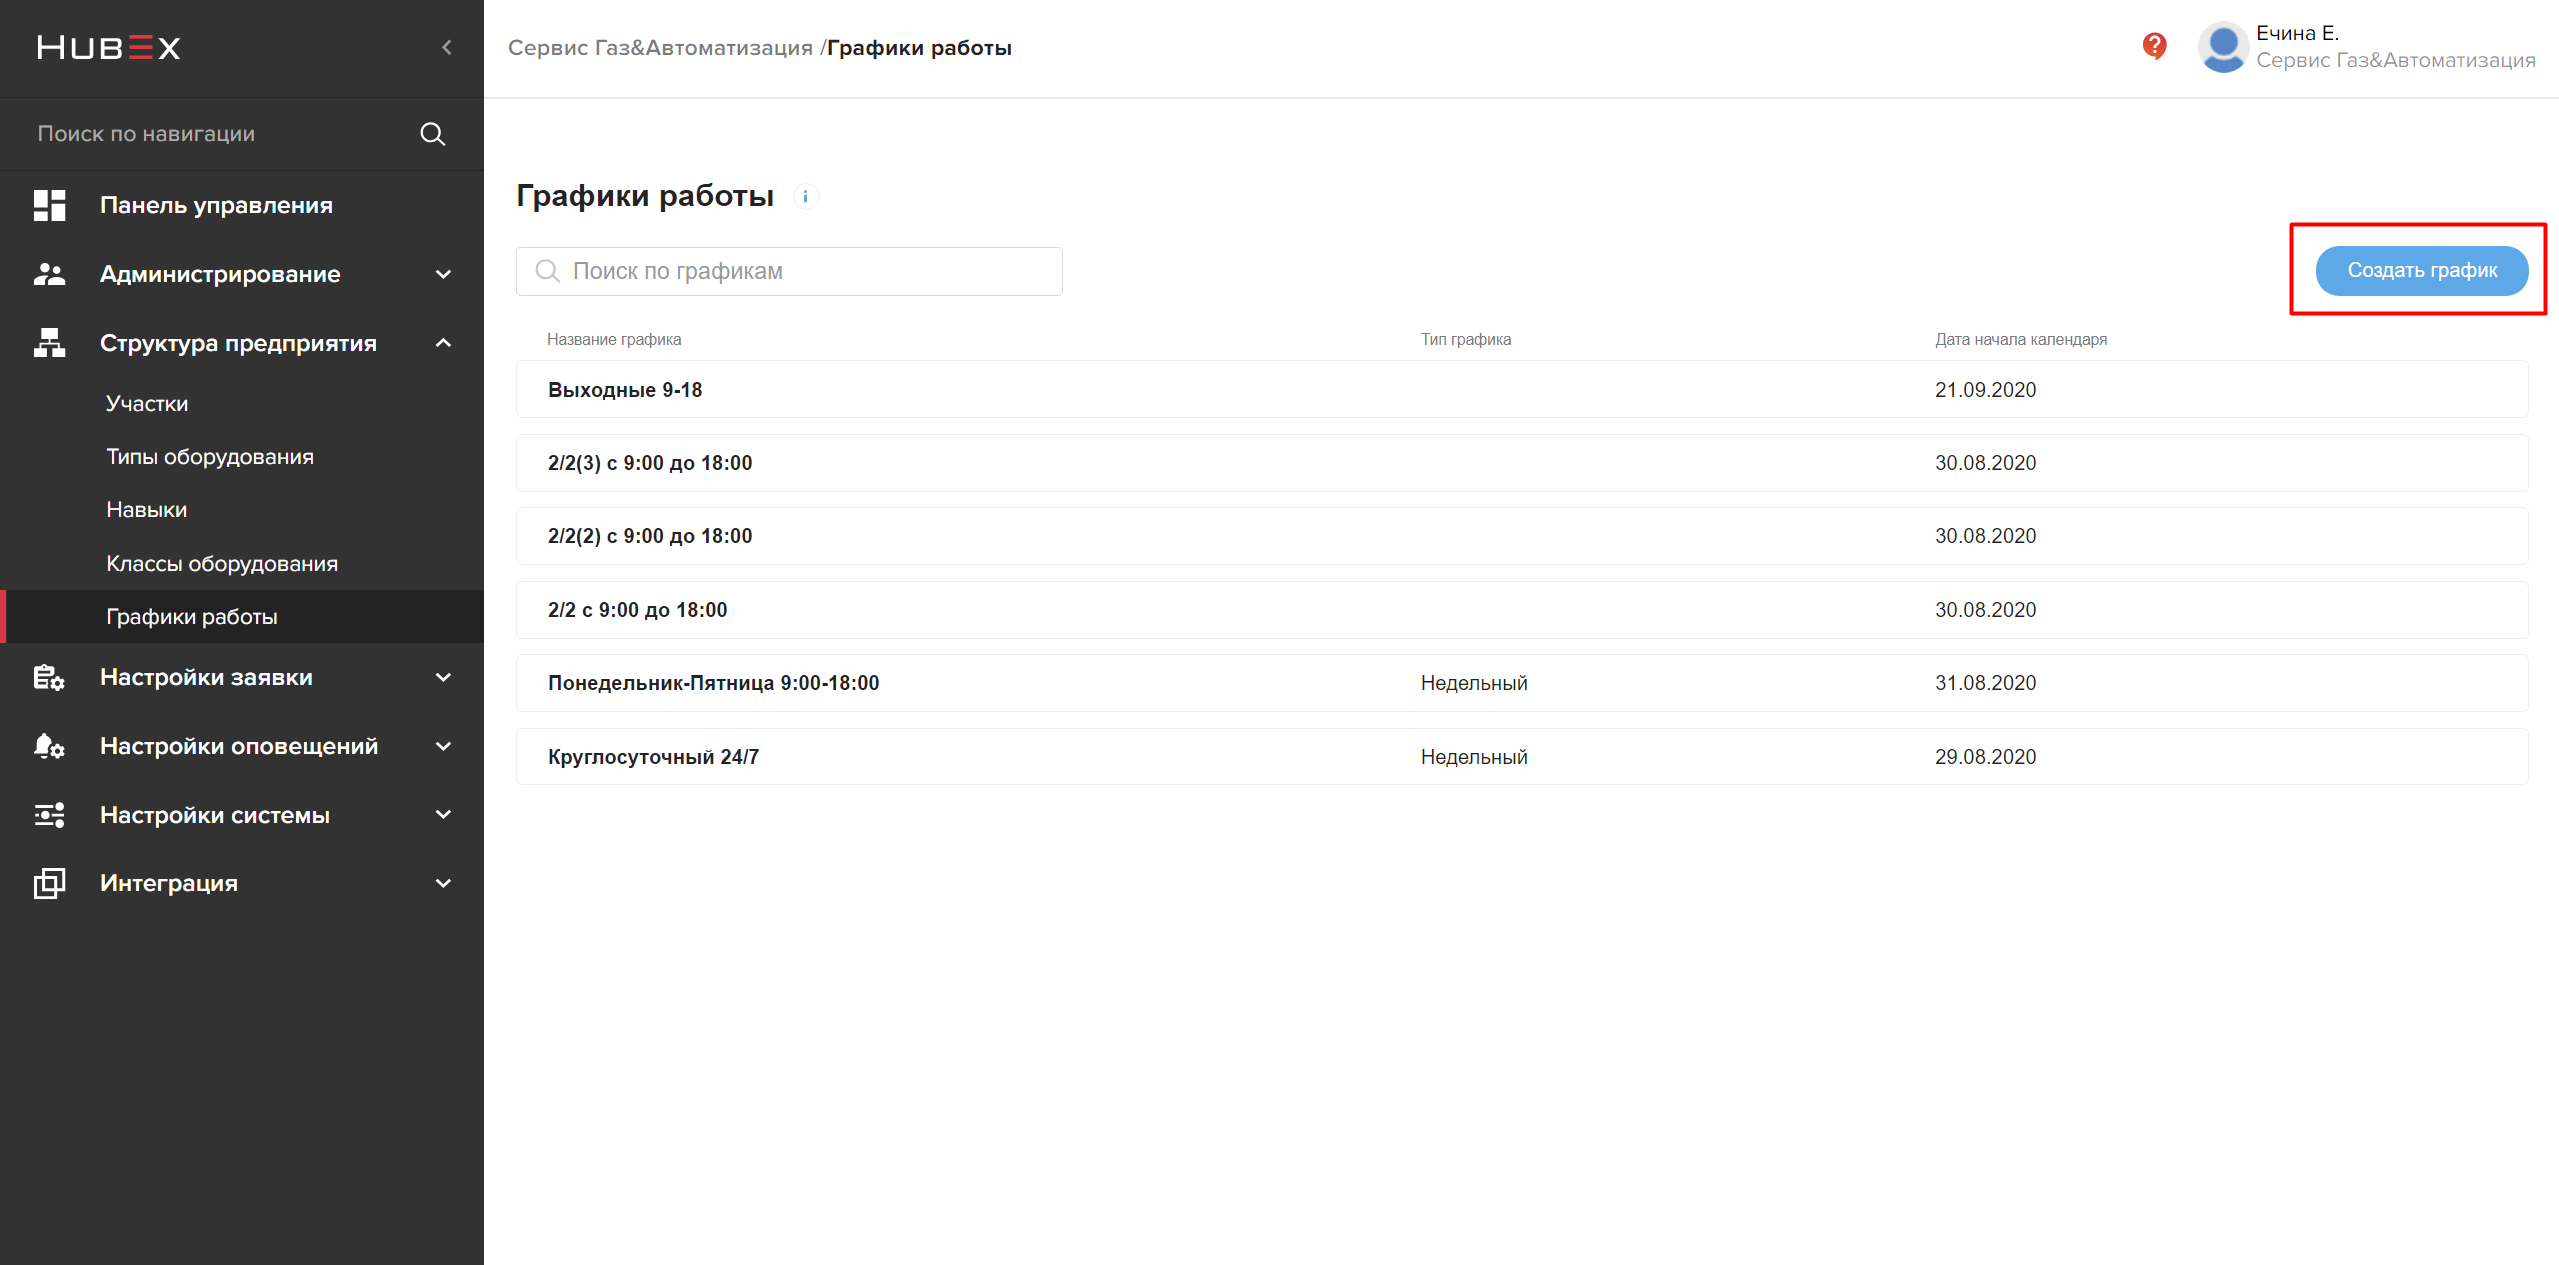 HUBEX
Поиск по навигации
Панель управления
Администрирование
Структура предприятия
Участки
Типы оборудования
Навыки
Классы оборудования
Графики работы
Настройки заявки
Настройки оповещений
Настройки системы
Интеграция
Сервис Газ&Автоматизация /Графики работы
?
Ечина Е.
Сервис Газ&Автоматизация
Графики работы i
Поиск по графикам
Создать график
Название графика Тип графика Дата начала календаря
Выходные 9-18 21.09.2020
2/2(3) с 9:00 до 18:00 30.08.2020
2/2(2) с 9:00 до 18:00 30.08.2020
2/2 с 9:00 до 18:00 30.08.2020
Понедельник-Пятница 9:00-18:00 Недельный 31.08.2020
Круглосуточный 24/7 Недельный 29.08.2020